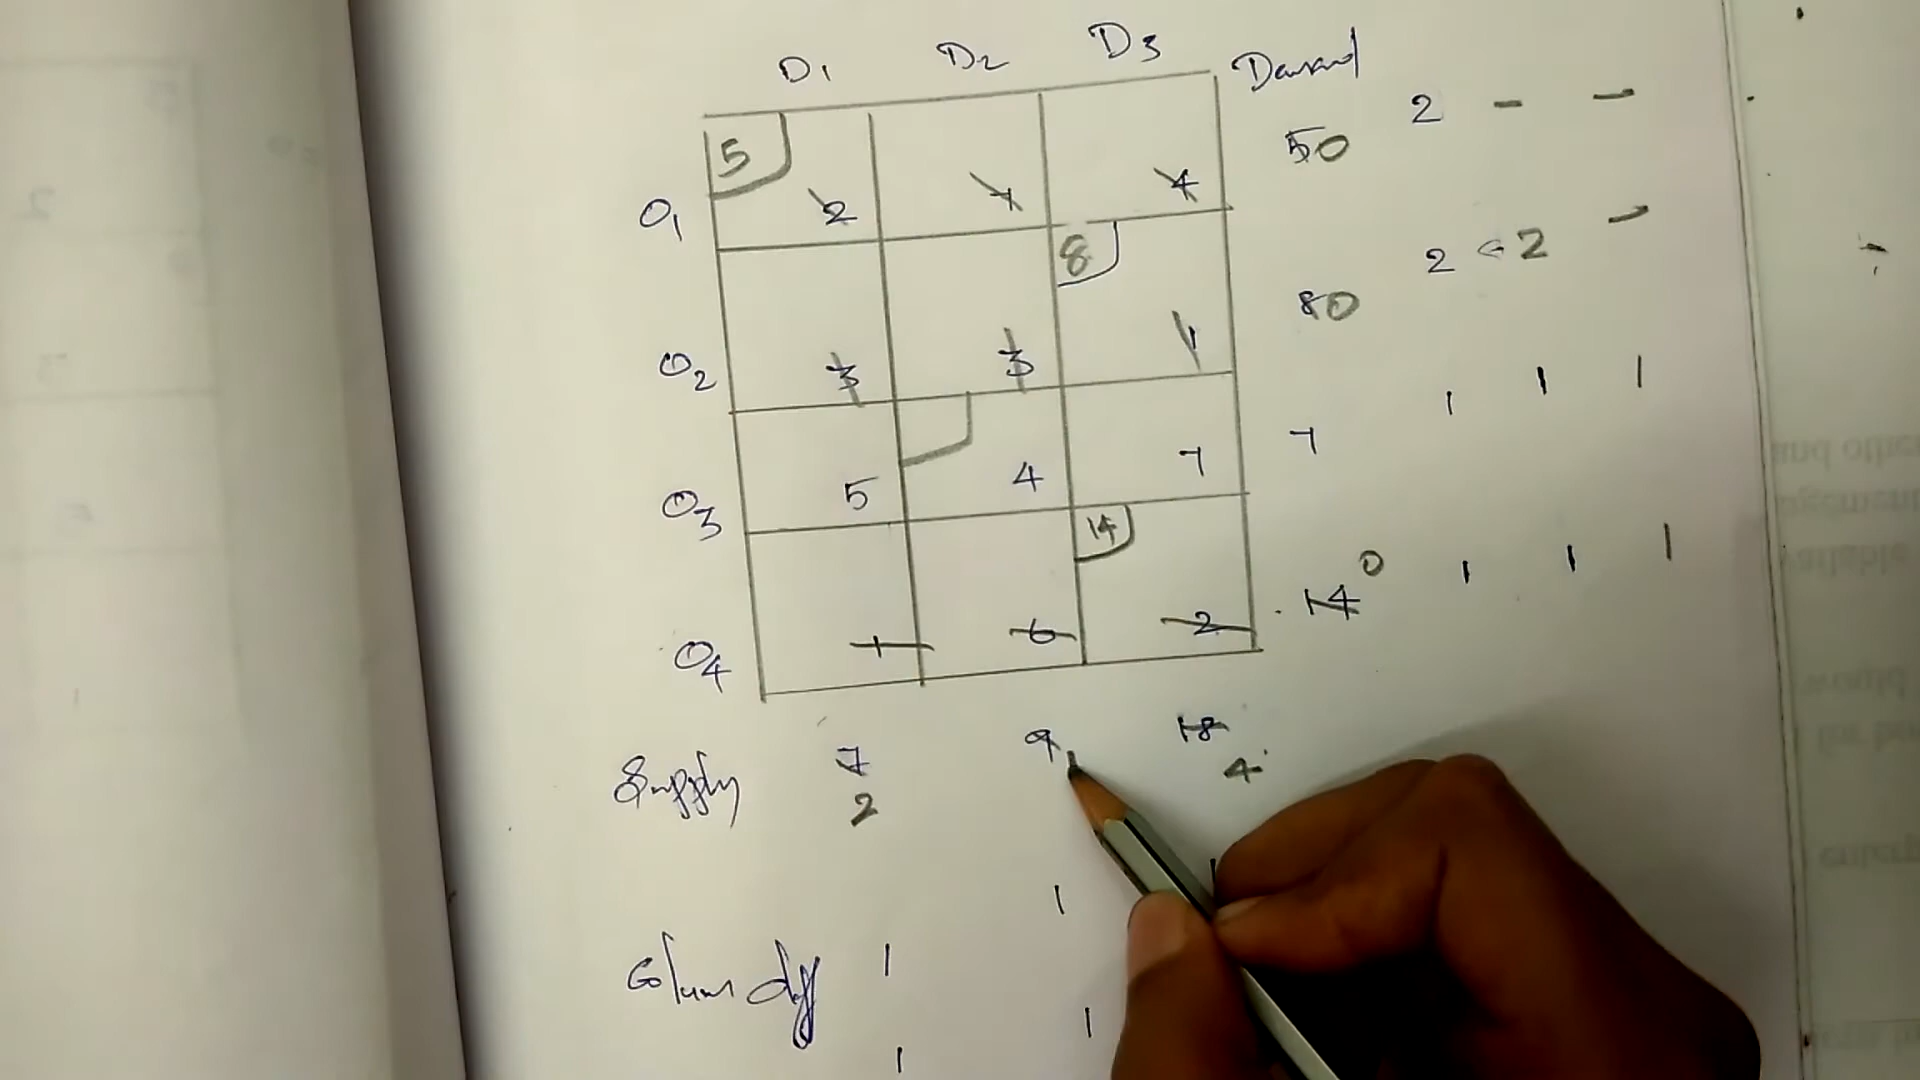 D1 D2 D3 Demand
5 2 7 4 50 2 - -
O1
8
O2 3 3 1 80 2 2 -
O3 5 4 7 7 1 1 1
14
O4 1 6 2 14 0 1 1 1
Supply 7 9 18
2 4
1 1
Column diff 1
1 1